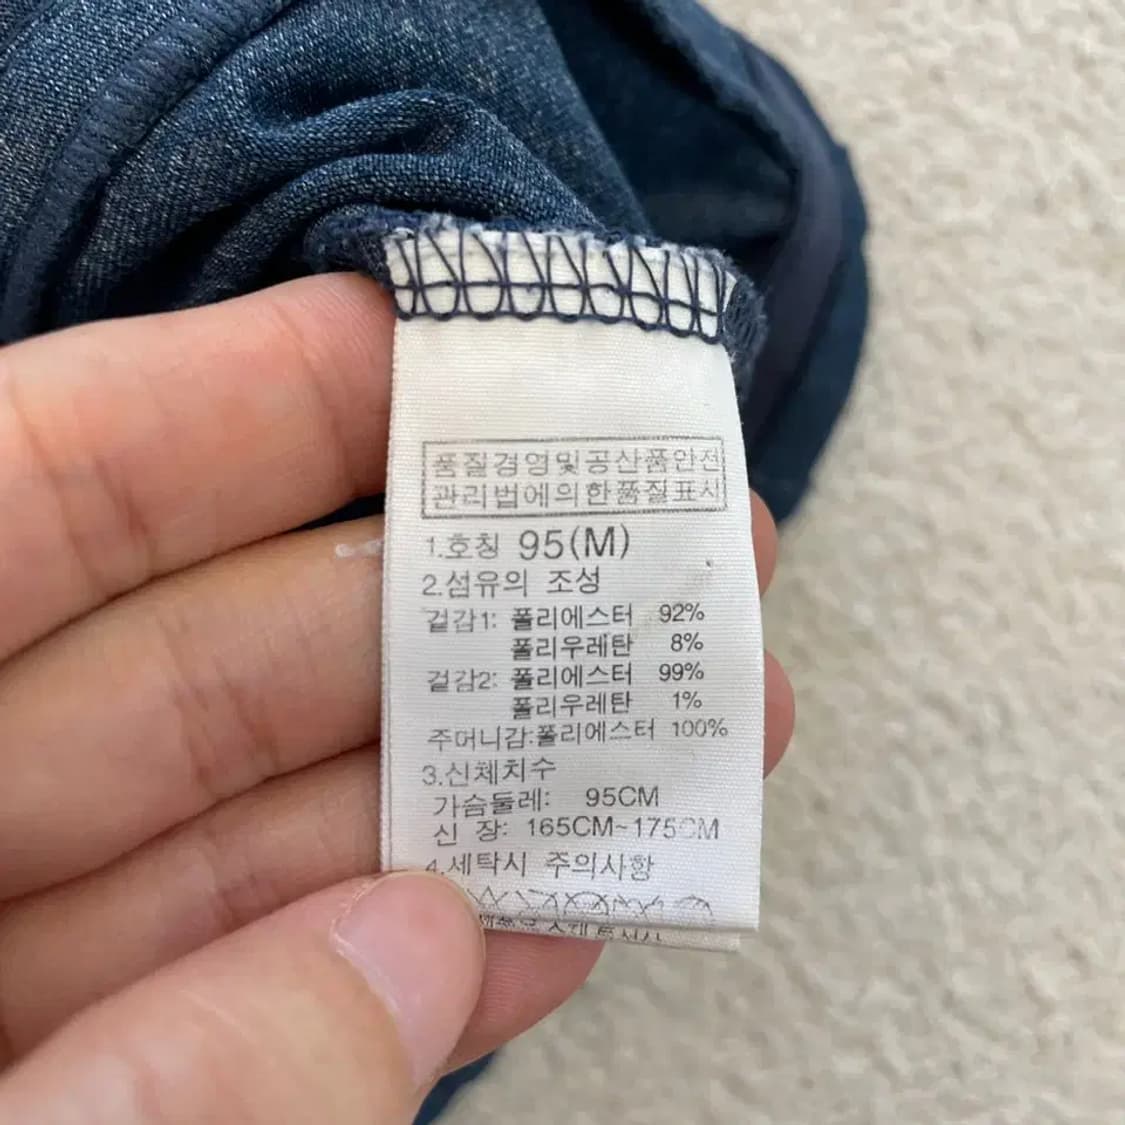 품질경영및공산품안전
관리법에의한품질표시
1.호칭 95(M)
2.섬유의 조성
겉감1: 폴리에스터 92%
폴리우레탄 8%
겉감2: 폴리에스터 99%
폴리우레탄 1%
주머니감:폴리에스터 100%
3.신체치수
가슴둘레: 95CM
신 장: 165CM~175CM
4.세탁시 주의사항